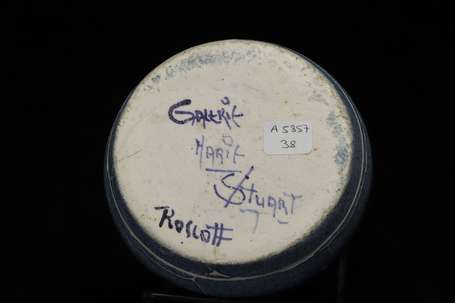 GALERIE
A 5357
38
MARIE
STUART
ROSCOFF